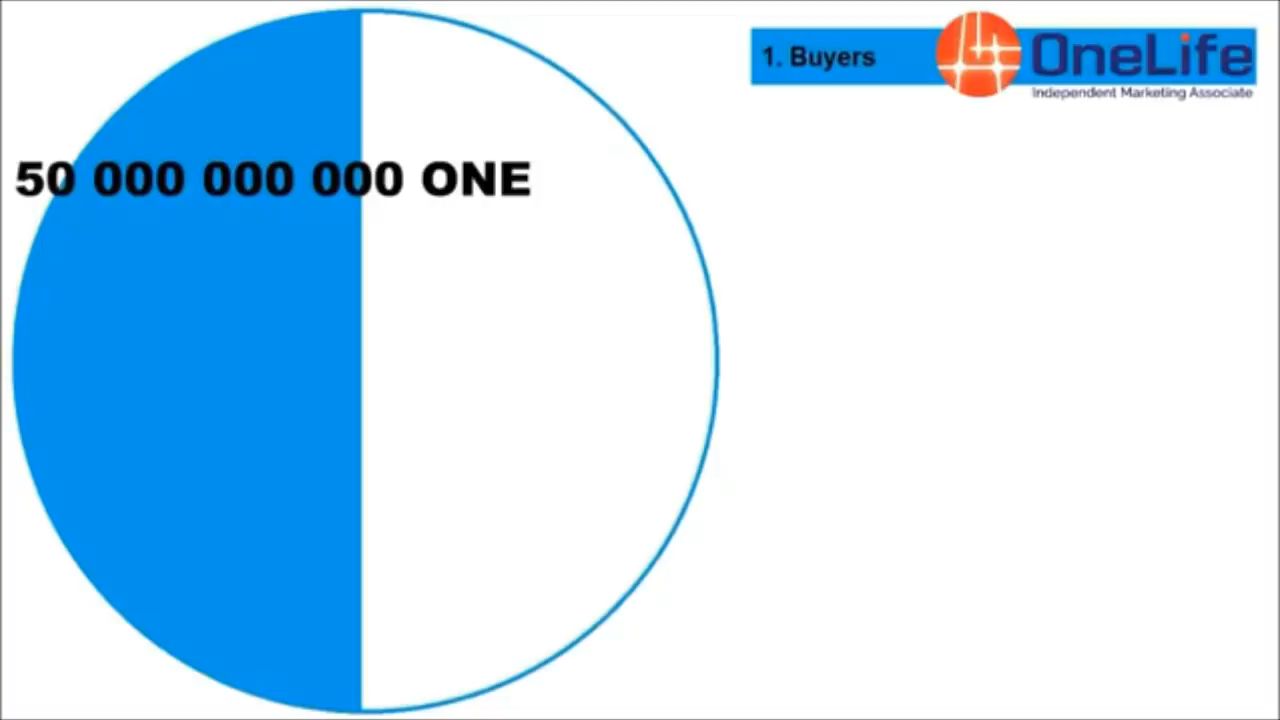 1. Buyers
OneLife
Independent Marketing Associate
50 000 000 000 ONE